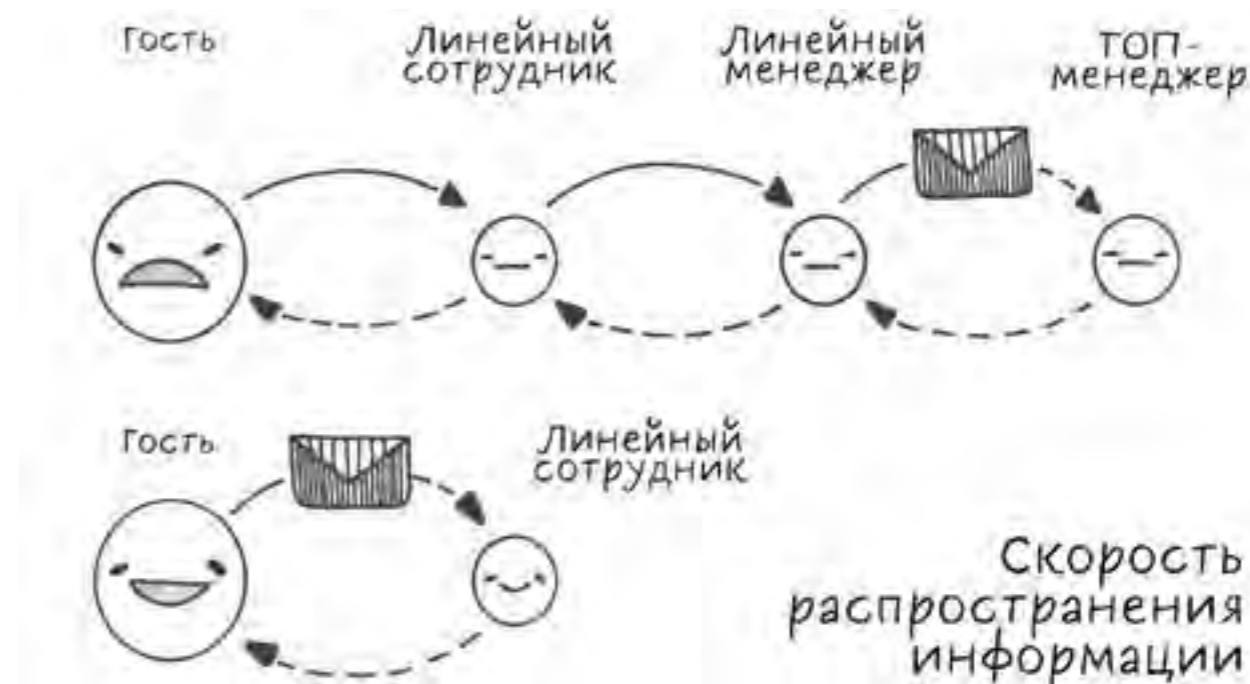 Гость
Линейный
сотрудник
Линейный
менеджер
ТОП-
менеджер
Гость
Линейный
сотрудник
Скорость
распространения
информации